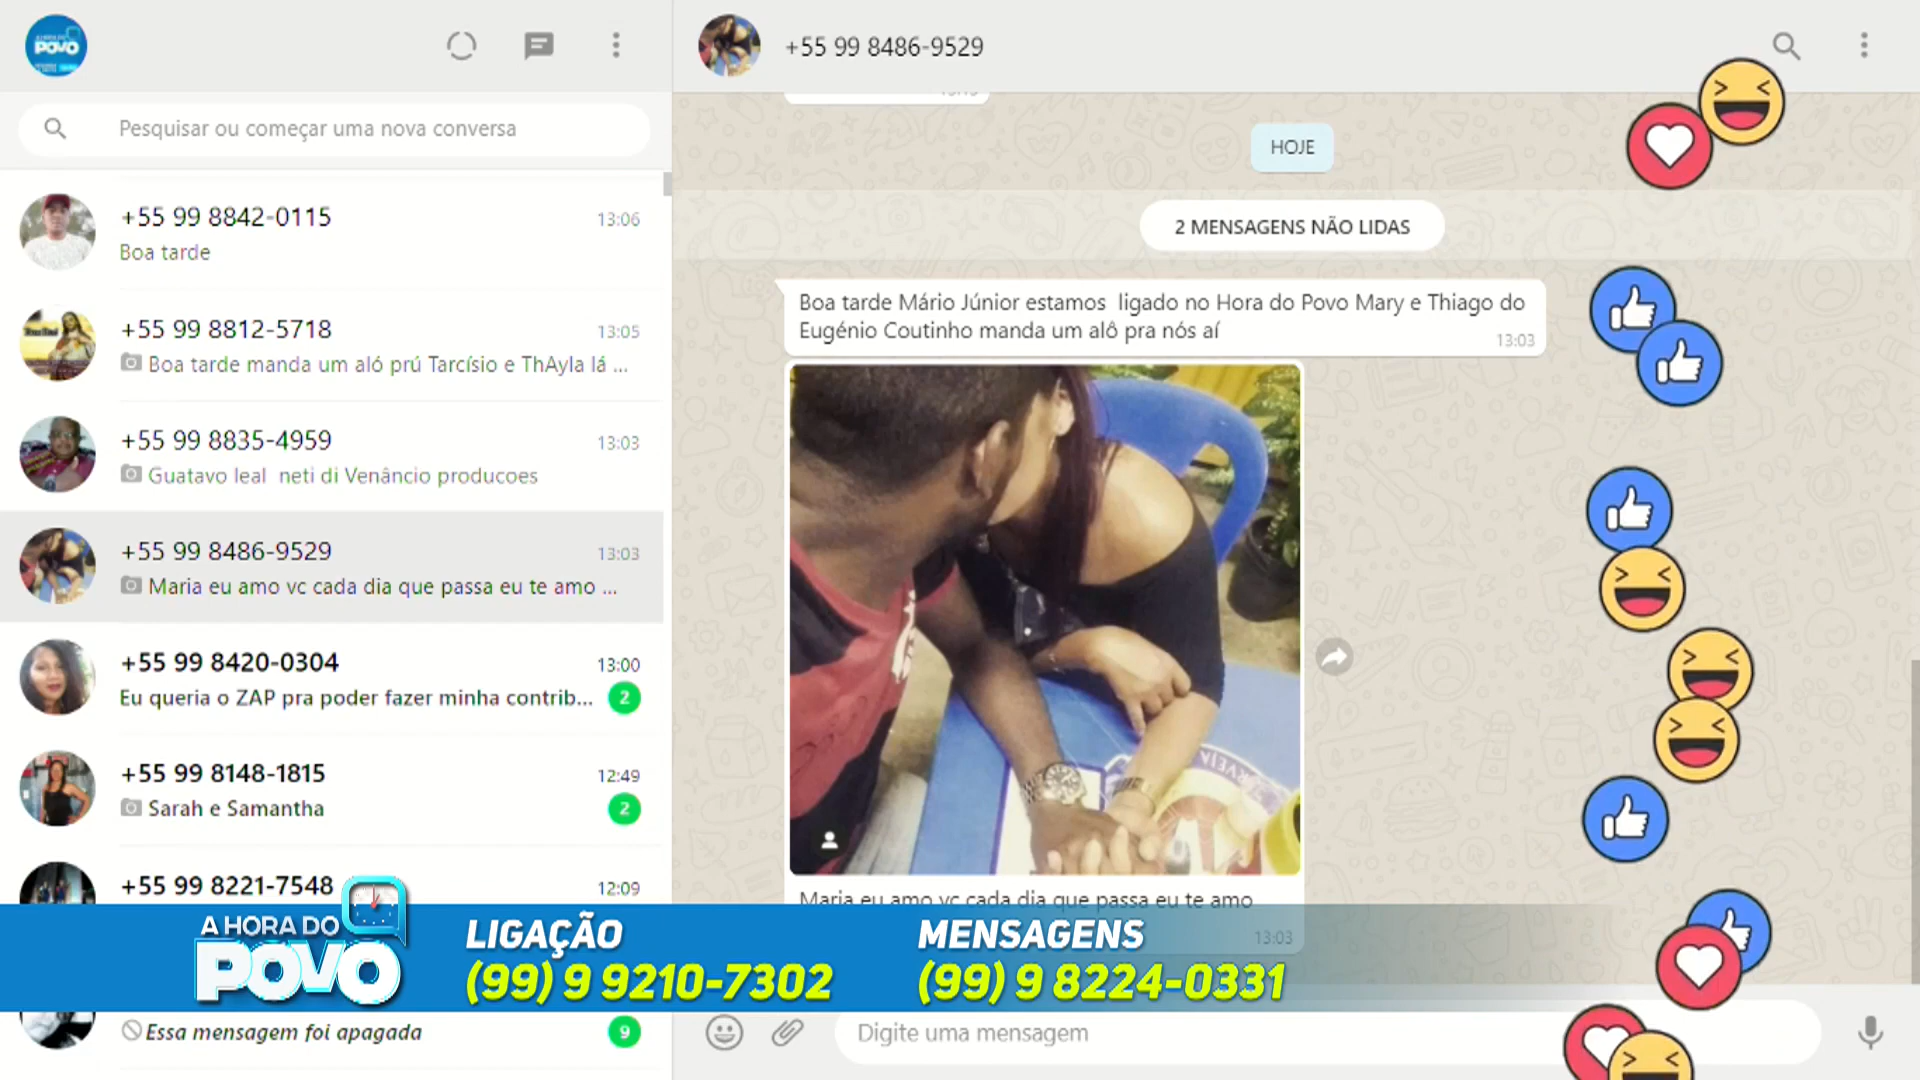 POVO
Pesquisar ou começar uma nova conversa
+55 99 8842-0115
13:06
Boa tarde
+55 99 8812-5718
13:05
Boa tarde manda um aló prú Tarcísio e ThAyla lá ...
+55 99 8835-4959
13:03
Guatavo leal neti di Venâncio producoes
+55 99 8486-9529
13:03
Maria eu amo vc cada dia que passa eu te amo ...
+55 99 8420-0304
13:00
Eu queria o ZAP pra poder fazer minha contrib...
2
+55 99 8148-1815
12:49
Sarah e Samantha
2
+55 99 8221-7548
12:09
Essa mensagem foi apagada
9
+55 99 8486-9529
HOJE
2 MENSAGENS NÃO LIDAS
Boa tarde Mário Júnior estamos ligado no Hora do Povo Mary e Thiago do
Eugénio Coutinho manda um alô pra nós aí
13:03
Maria eu amo vc cada dia que passa eu te amo
13:03
A HORA DO
POVO
LIGAÇÃO
(99) 9 9210-7302
MENSAGENS
(99) 9 8224-0331
Digite uma mensagem